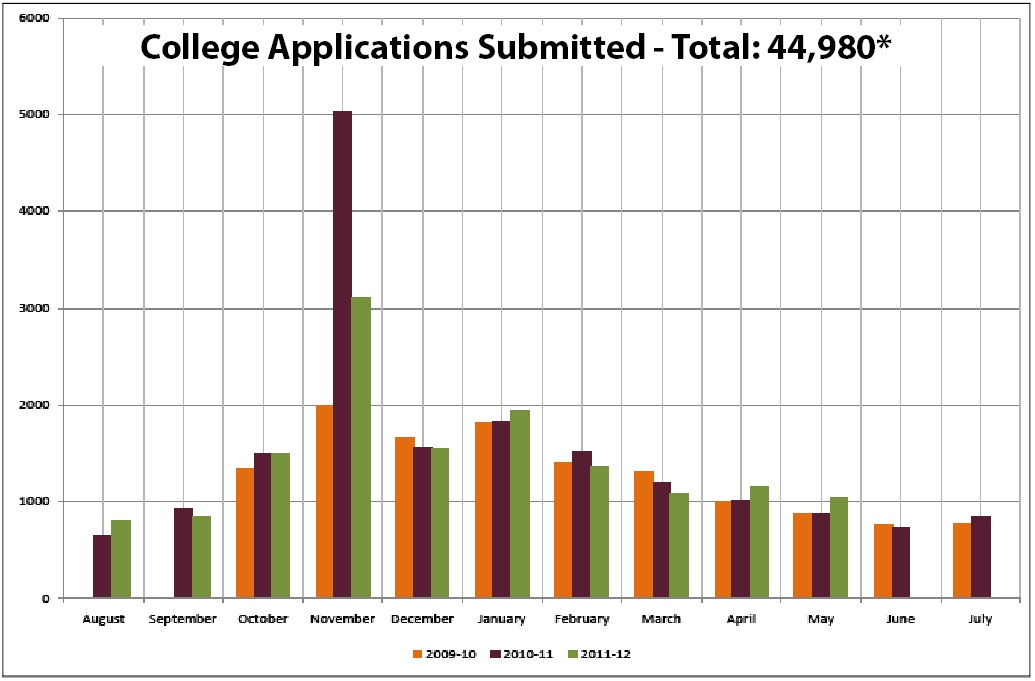 College Applications Submitted - Total: 44,980*
6000
5000
4000
3000
2000
1000
0
August September October November December January February March April May June July
2009-10 2010-11 2011-12